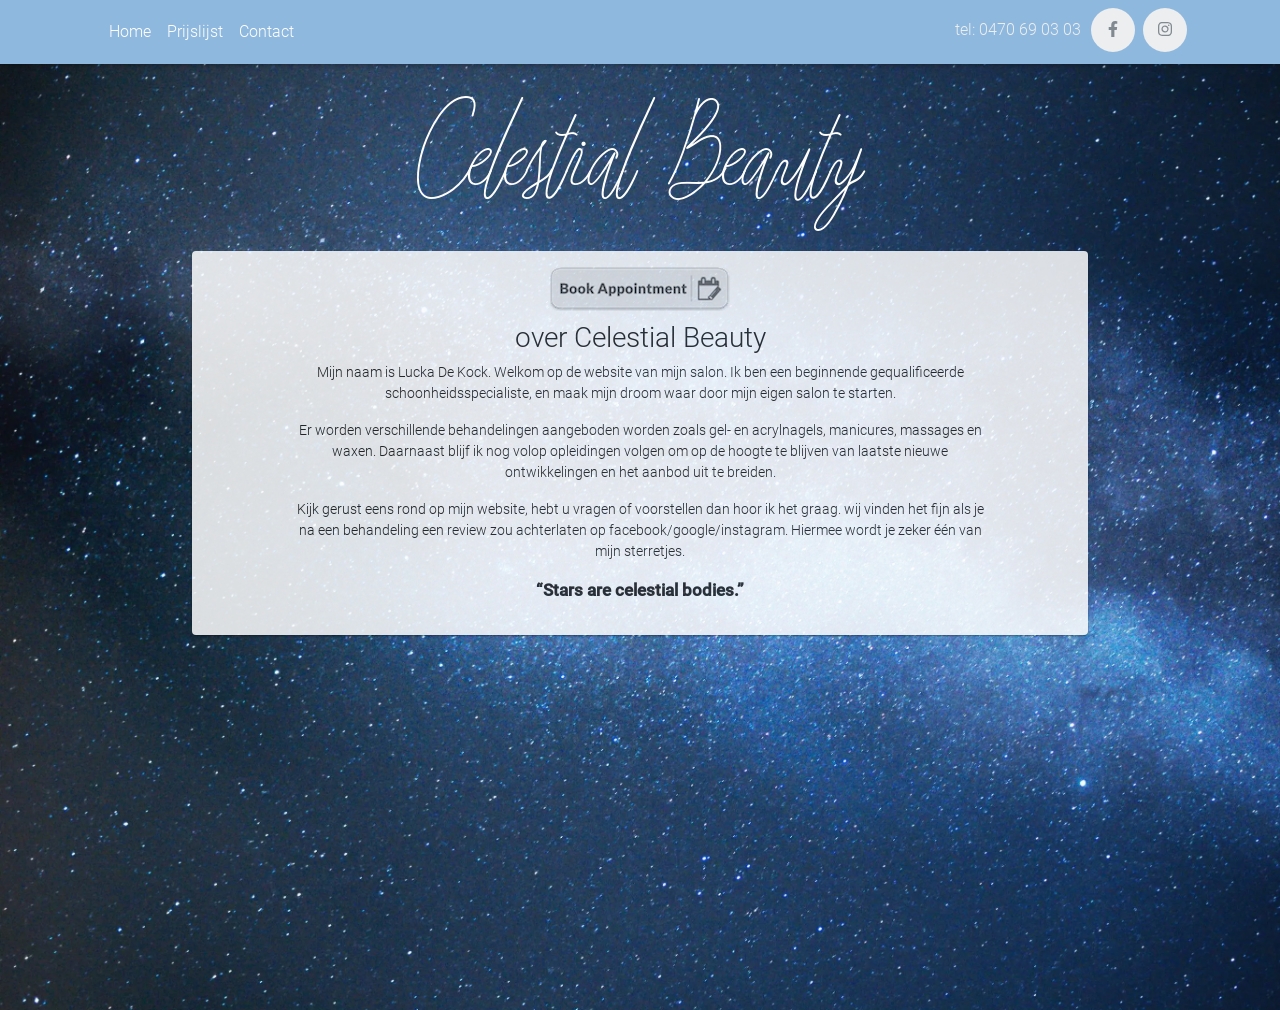 Home Prijslijst Contact
tel: 0470 69 03 03
Celestial Beauty
Book Appointment
over Celestial Beauty
Mijn naam is Lucka De Kock. Welkom op de website van mijn salon. Ik ben een beginnende gequalificeerde
schoonheidsspecialiste, en maak mijn droom waar door mijn eigen salon te starten.
Er worden verschillende behandelingen aangeboden worden zoals gel- en acrylnagels, manicures, massages en
waxen. Daarnaast blijf ik nog volop opleidingen volgen om op de hoogte te blijven van laatste nieuwe
ontwikkelingen en het aanbod uit te breiden.
Kijk gerust eens rond op mijn website, hebt u vragen of voorstellen dan hoor ik het graag. wij vinden het fijn als je
na een behandeling een review zou achterlaten op facebook/google/instagram. Hiermee wordt je zeker één van
mijn sterretjes.
“Stars are celestial bodies.”